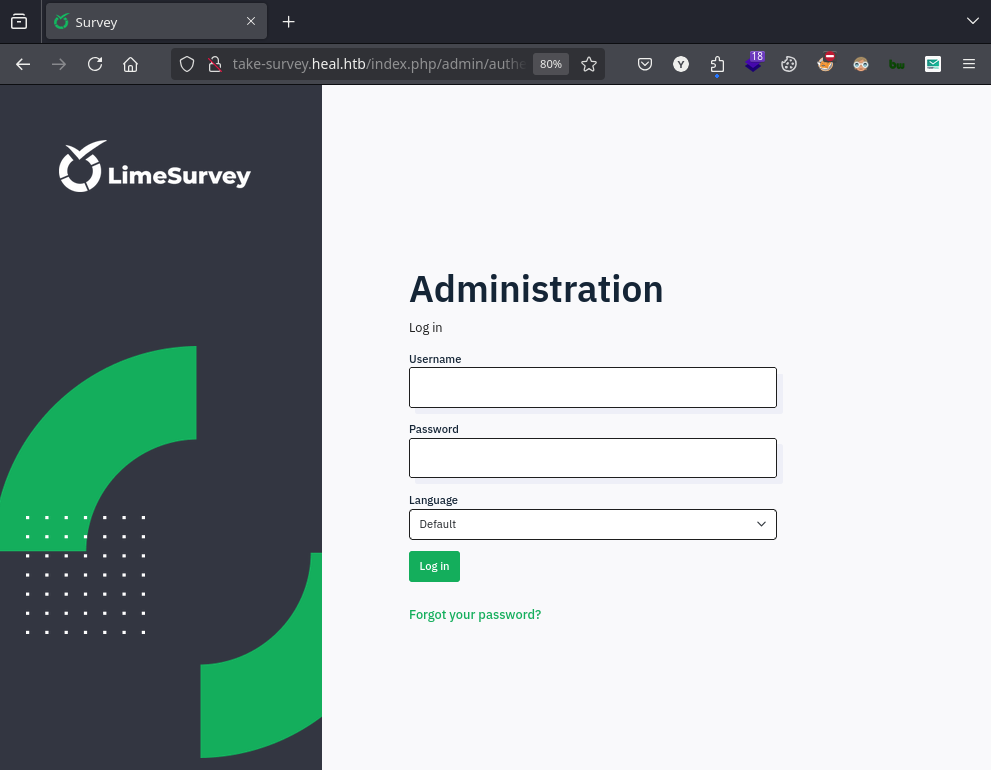 Survey
take-survey.heal.htb/index.php/admin/authe
80%
Y
18
LimeSurvey
Administration
Log in
Username
Password
Language
Default
Log in
Forgot your password?